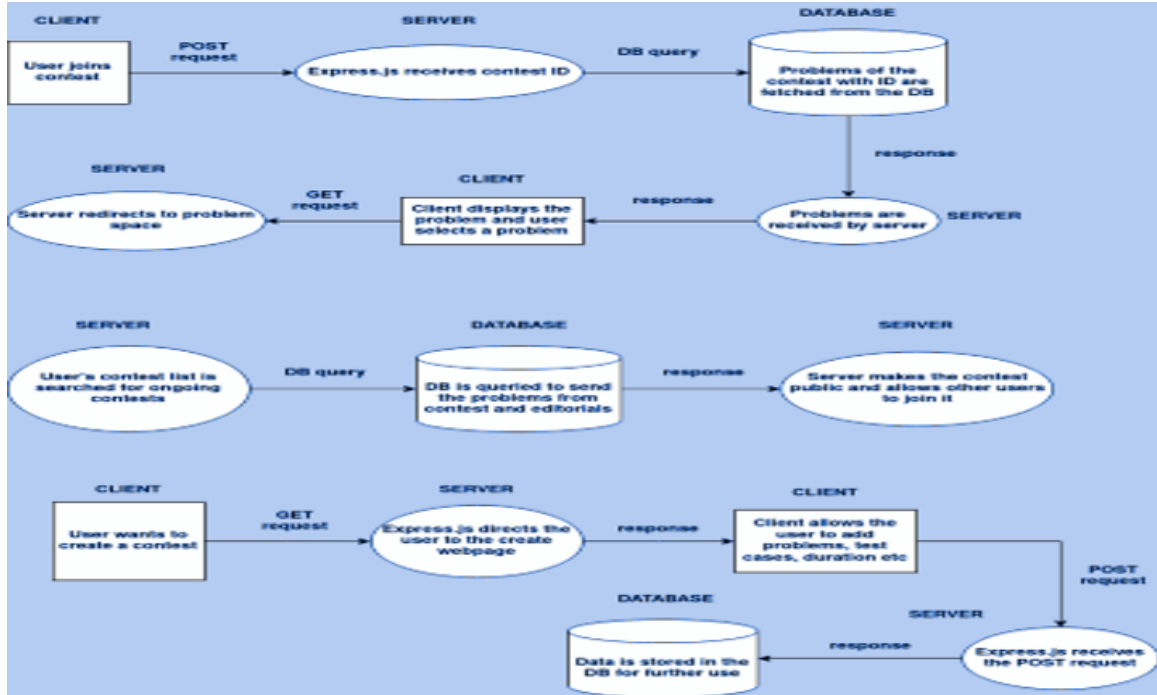 CLIENT
SERVER
DATABASE
User joins
contest
POST
request
Express.js receives contest ID
DB query
Problems of the
contest with ID are
fetched from the DB
response
SERVER
Server redirects to problem
space
GET
request
CLIENT
Client displays the
problem and user
selects a problem
response
Problems are
received by server
SERVER
SERVER
DATABASE
SERVER
User's contest list is
searched for ongoing
contests
DB query
DB is queried to send
the problems from
contest and editorials
response
Server makes the contest
public and allows other users
to join it
CLIENT
SERVER
CLIENT
User wants to
create a contest
GET
request
Express.js directs the
user to the create
webpage
response
Client allows the
user to add
problems, test
cases, duration etc
POST
request
DATABASE
SERVER
Data is stored in the
DB for further use
response
Express.js receives
the POST request